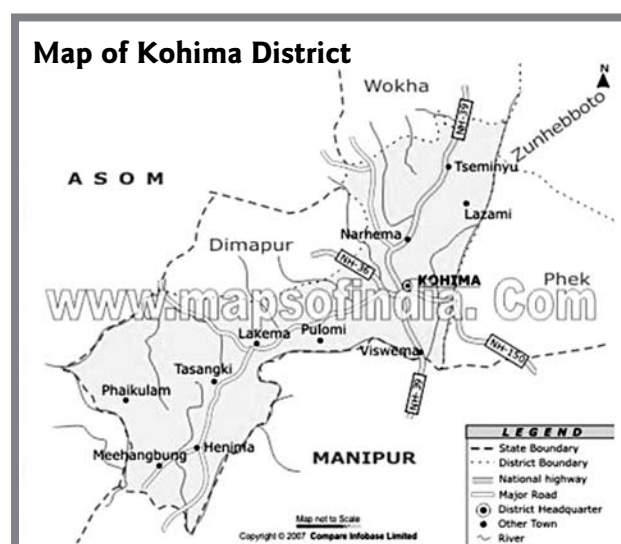 Map of Kohima District
N
Wokha
NH-39
Zunhebboto
ASOM
Tseminyu
Lazami
Narhema
Dimapur
NH-36
KOHIMA
Phek
www.mapsofindia. Com
Lakema
Pulomi
Viswema
NH-150
Tasangki
NH-39
Phaikulam
Henima
Meehangbung
MANIPUR
LEGEND
State Boundary
District Boundary
National highway
Major Road
District Headquarter
Other Town
River
Map not to Scale
Copyright © 2007 Compare Infobase Limited